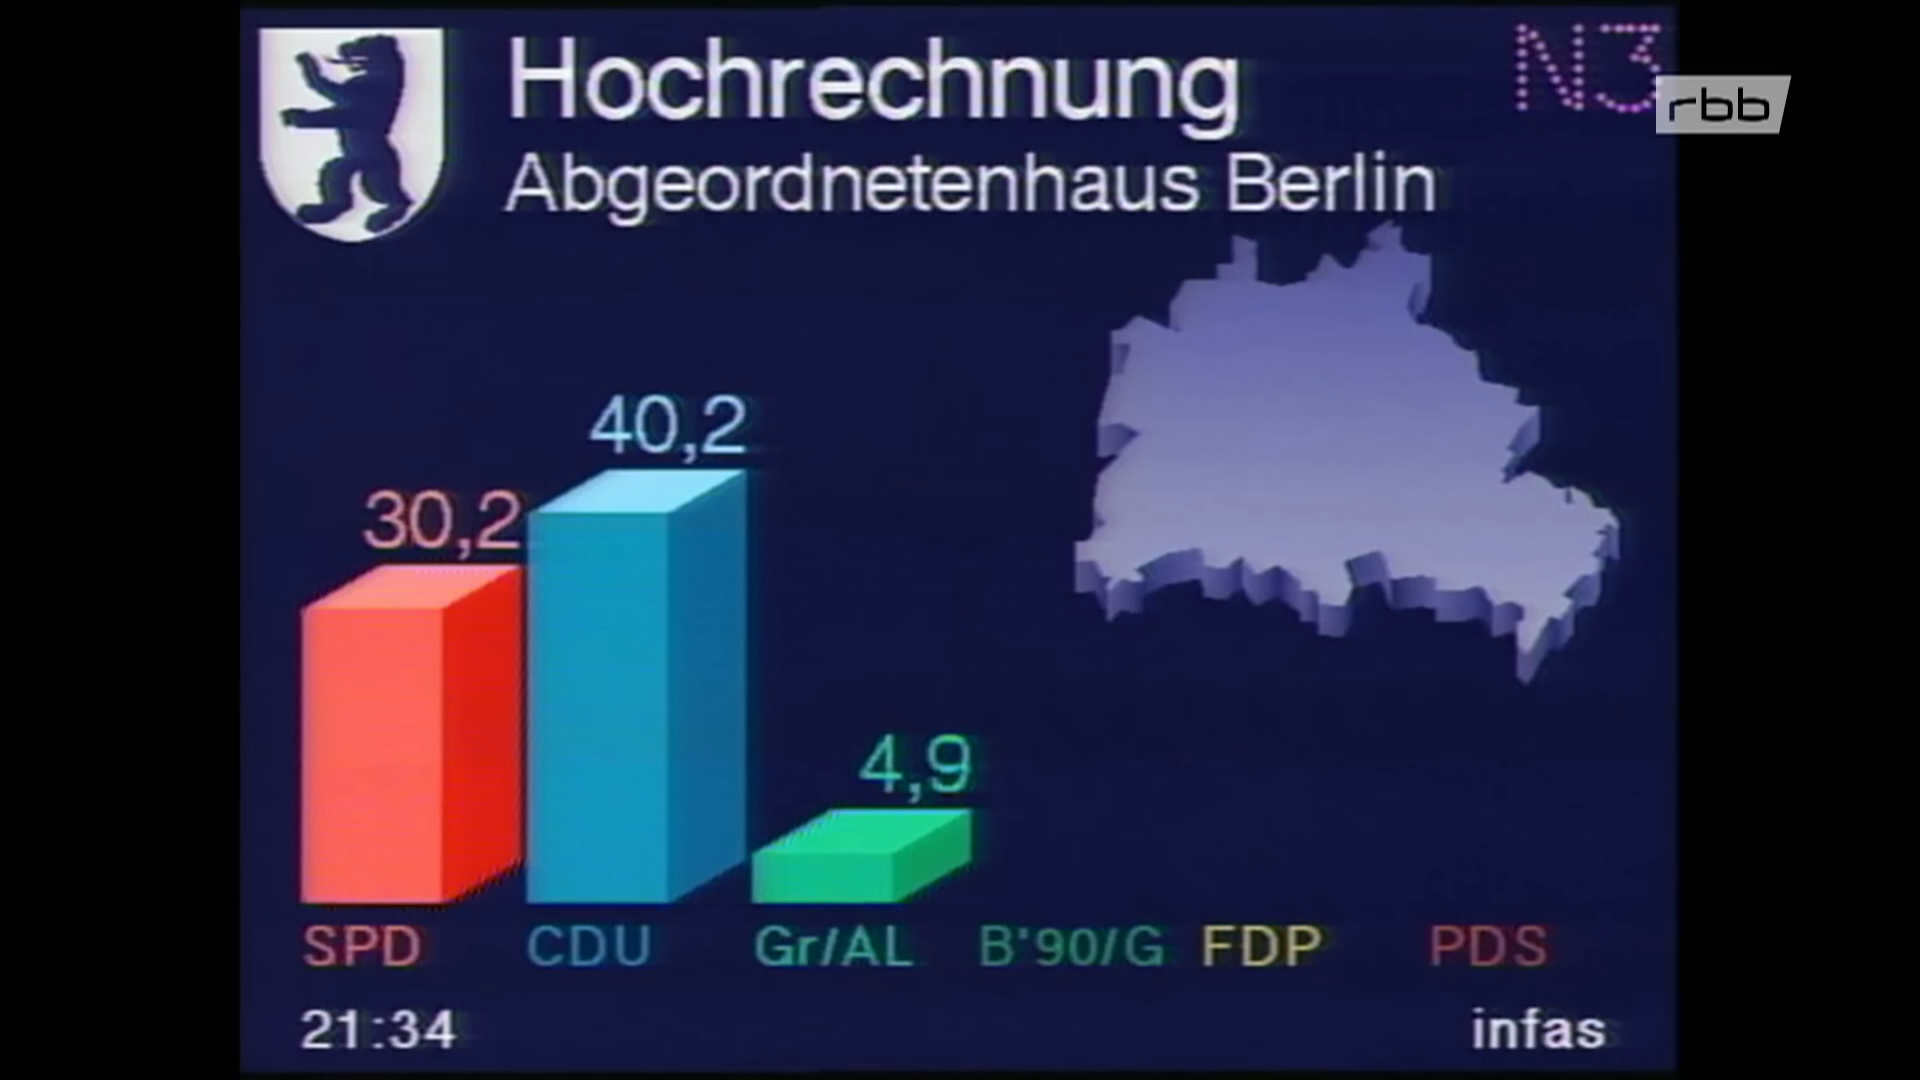 Hochrechnung
N3
rbb
Abgeordnetenhaus Berlin
40,2
30,2
4,9
SPD CDU Gr/AL B'90/G FDP PDS
21:34 infas